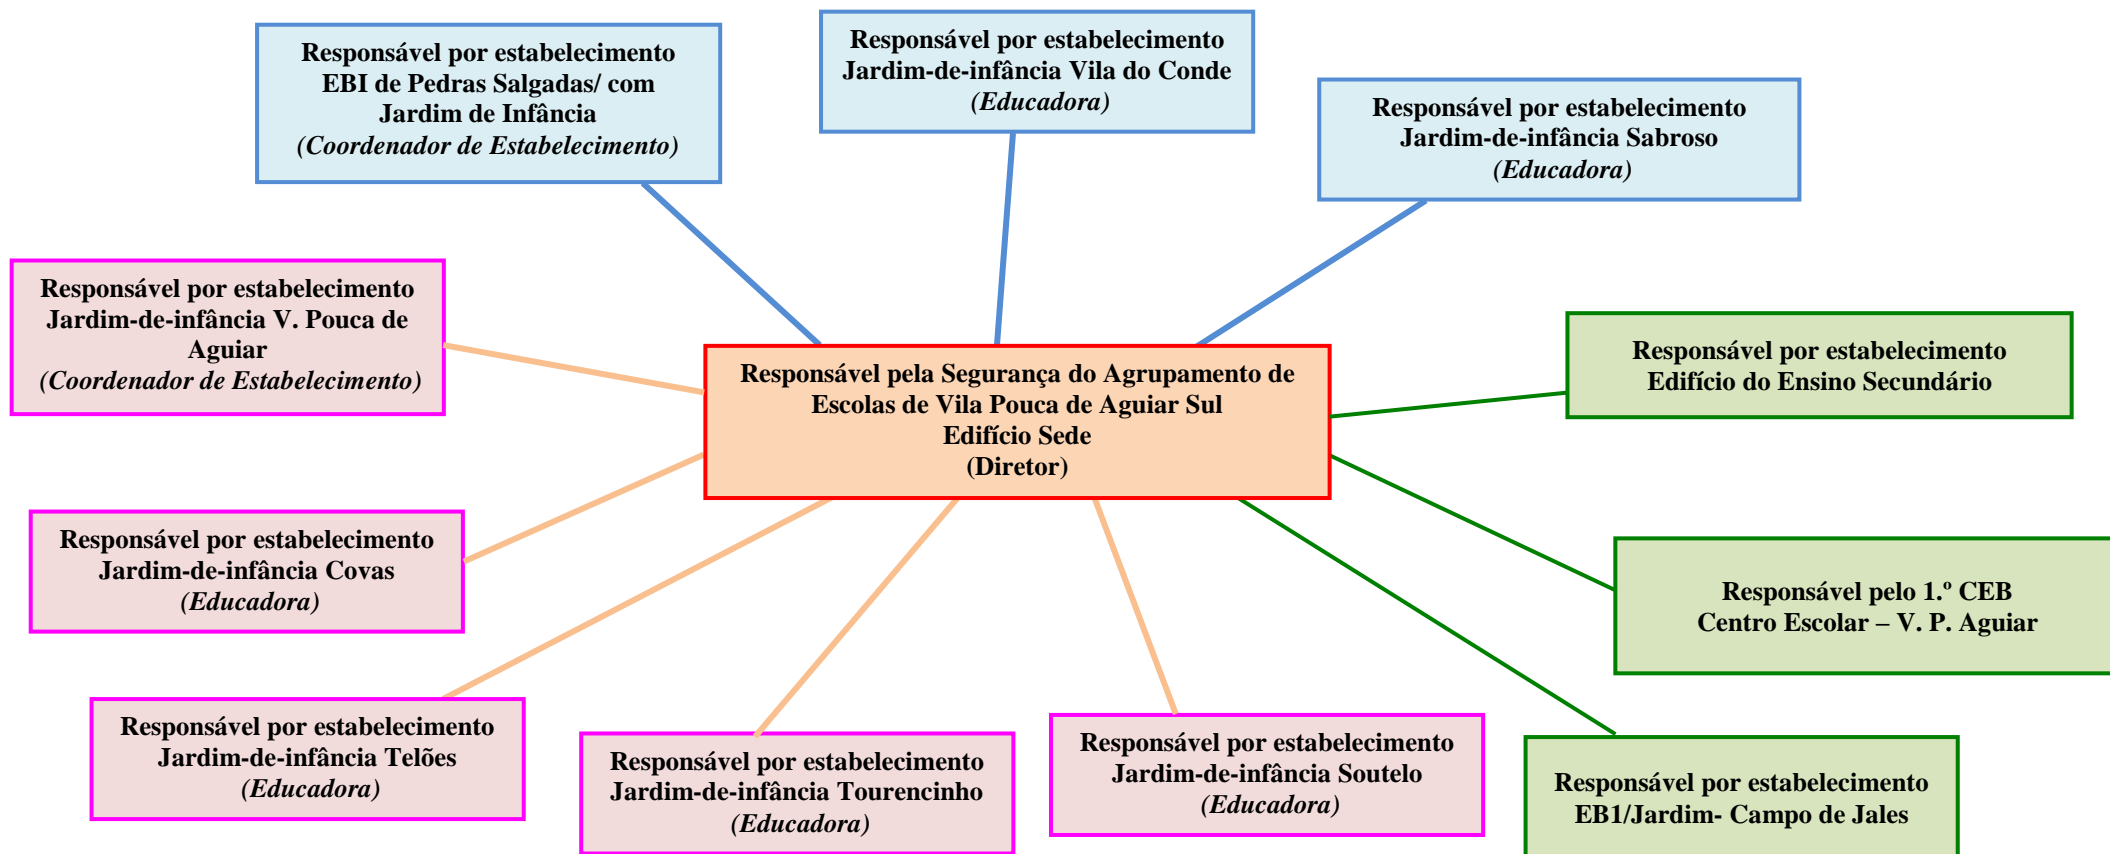 Responsável por estabelecimento
EBI de Pedras Salgadas/ com
Jardim de Infância
(Coordenador de Estabelecimento)
Responsável por estabelecimento
Jardim-de-infância Vila do Conde
(Educadora)
Responsável por estabelecimento
Jardim-de-infância Sabroso
(Educadora)
Responsável por estabelecimento
Jardim-de-infância V. Pouca de
Aguiar
(Coordenador de Estabelecimento)
Responsável pela Segurança do Agrupamento de
Escolas de Vila Pouca de Aguiar Sul
Edifício Sede
(Diretor)
Responsável por estabelecimento
Edifício do Ensino Secundário
Responsável por estabelecimento
Jardim-de-infância Covas
(Educadora)
Responsável pelo 1.º CEB
Centro Escolar – V. P. Aguiar
Responsável por estabelecimento
Jardim-de-infância Telões
(Educadora)
Responsável por estabelecimento
Jardim-de-infância Tourencinho
(Educadora)
Responsável por estabelecimento
Jardim-de-infância Soutelo
(Educadora)
Responsável por estabelecimento
EB1/Jardim- Campo de Jales